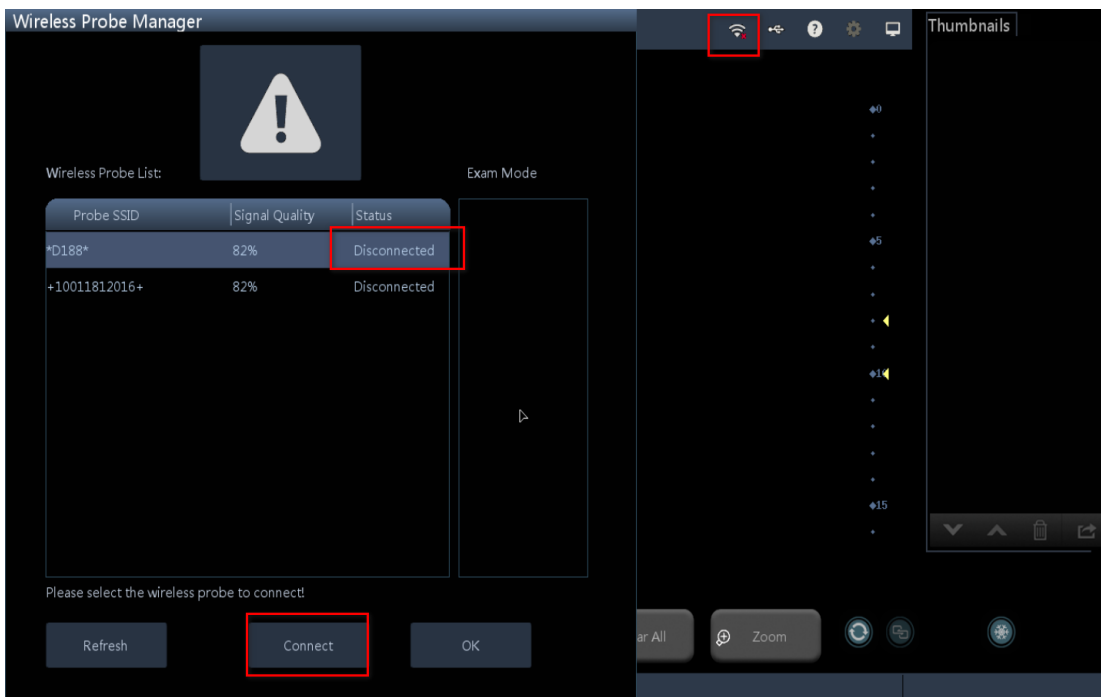 Wireless Probe Manager
Thumbnails
Wireless Probe List:
Exam Mode
Probe SSID Signal Quality Status
*D188* 82% Disconnected
+10011812016+ 82% Disconnected
0
5
15
Please select the wireless probe to connect!
Refresh Connect OK
ar All Zoom